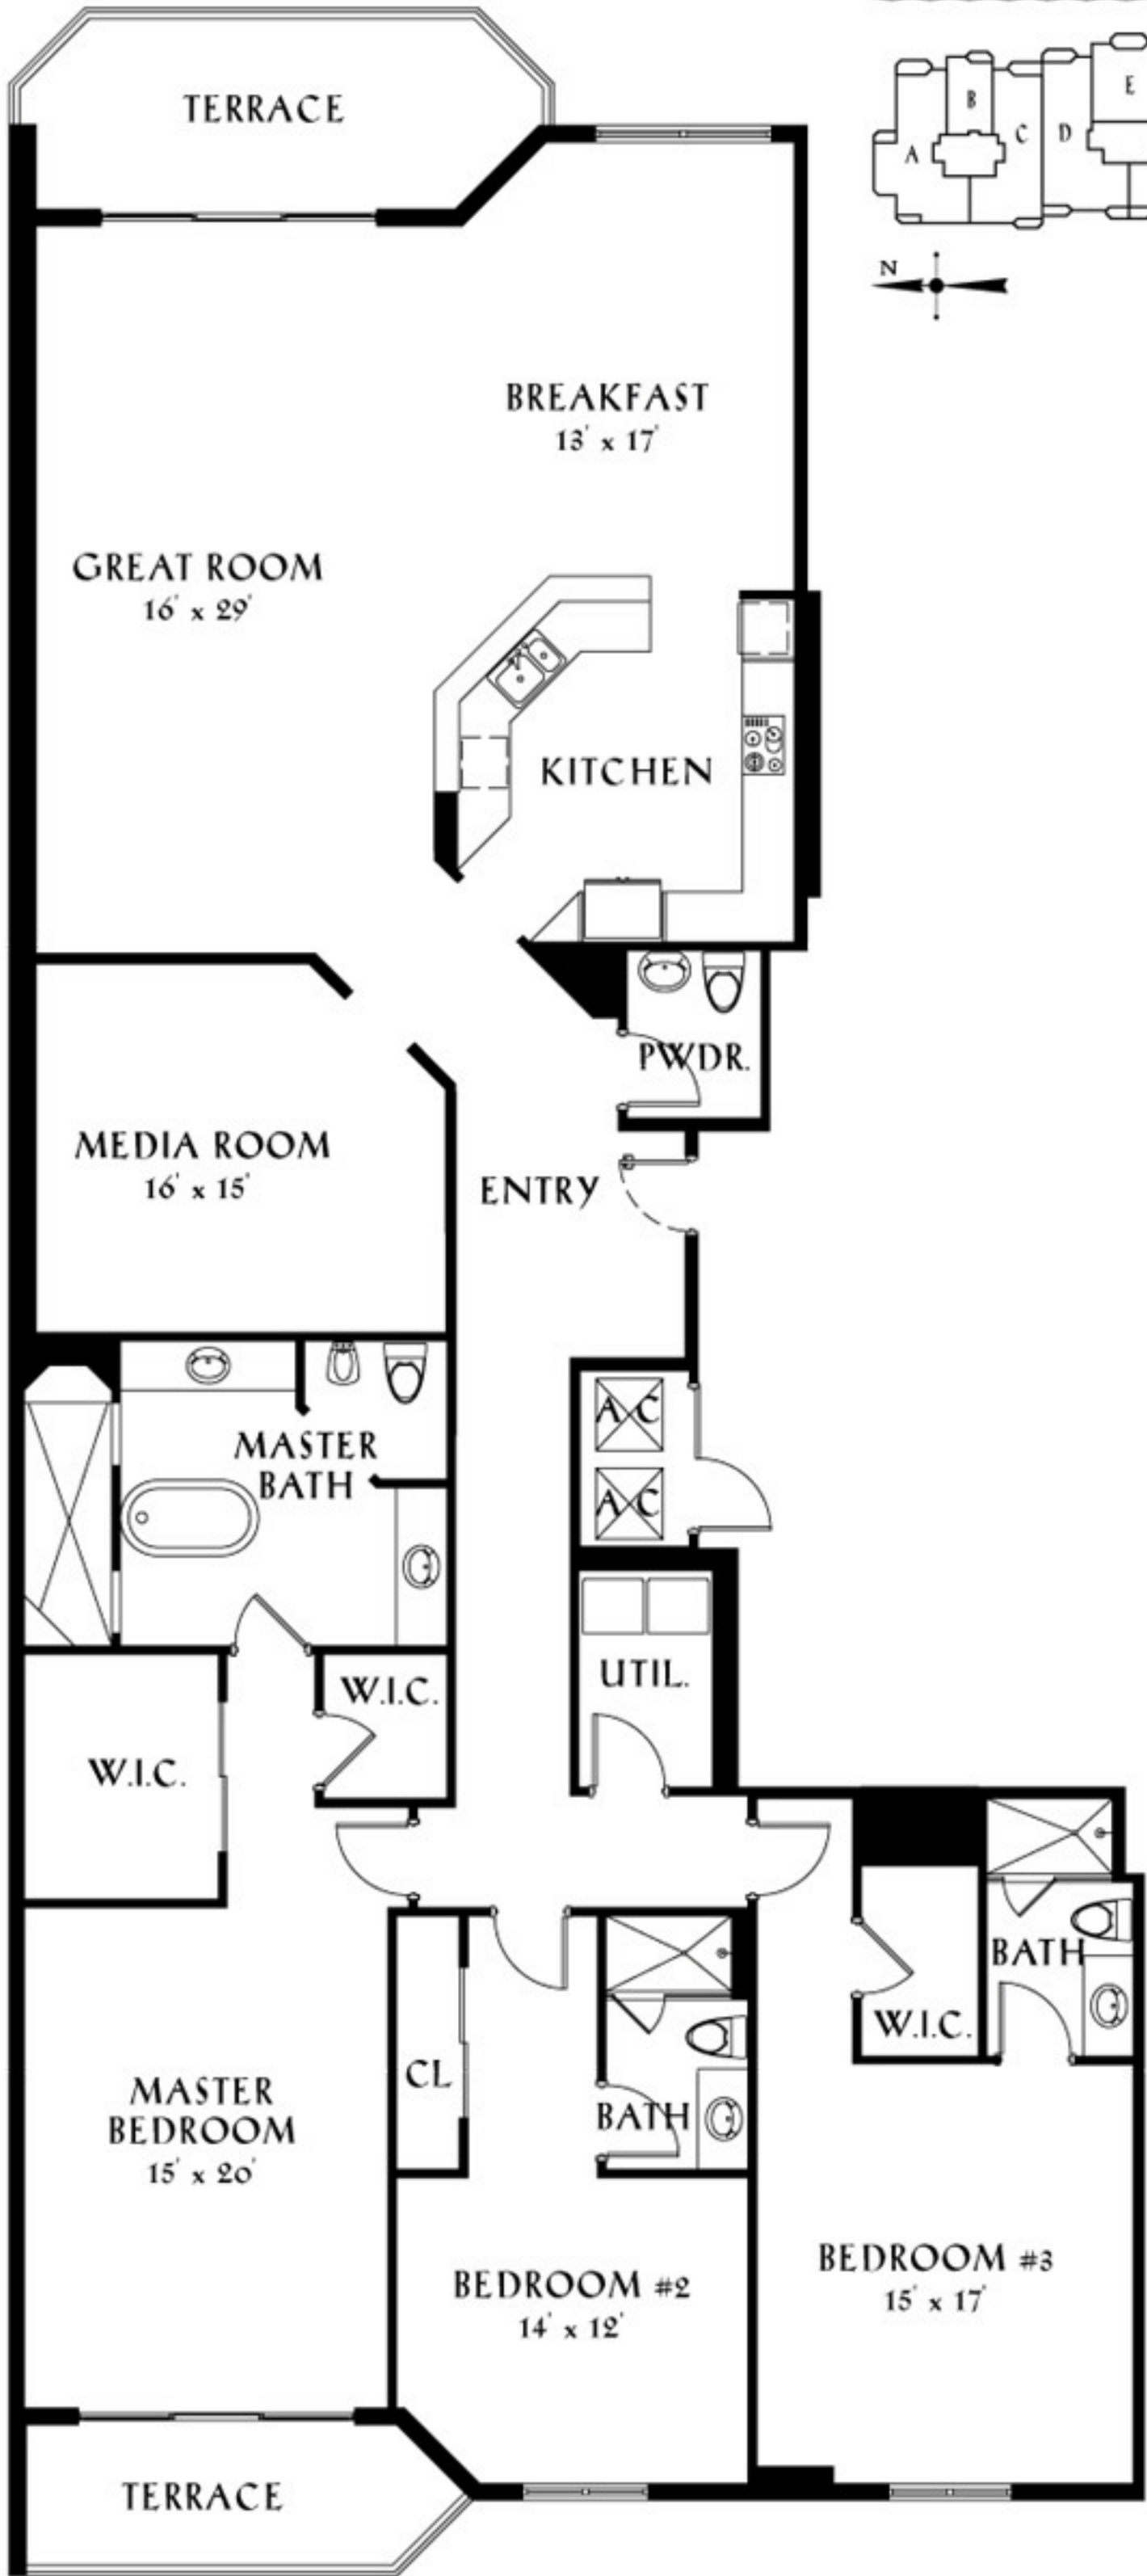 TERRACE
B
E
A
C
D
N
BREAKFAST
13' x 17'
GREAT ROOM
16' x 29'
KITCHEN
PWDR.
MEDIA ROOM
16' x 15'
ENTRY
A/C
MASTER
BATH
A/C
UTIL.
W.I.C.
W.I.C.
BATH
W.I.C.
CL
MASTER
BEDROOM
15' x 20'
BATH
BEDROOM #3
15' x 17'
BEDROOM #2
14' x 12'
TERRACE